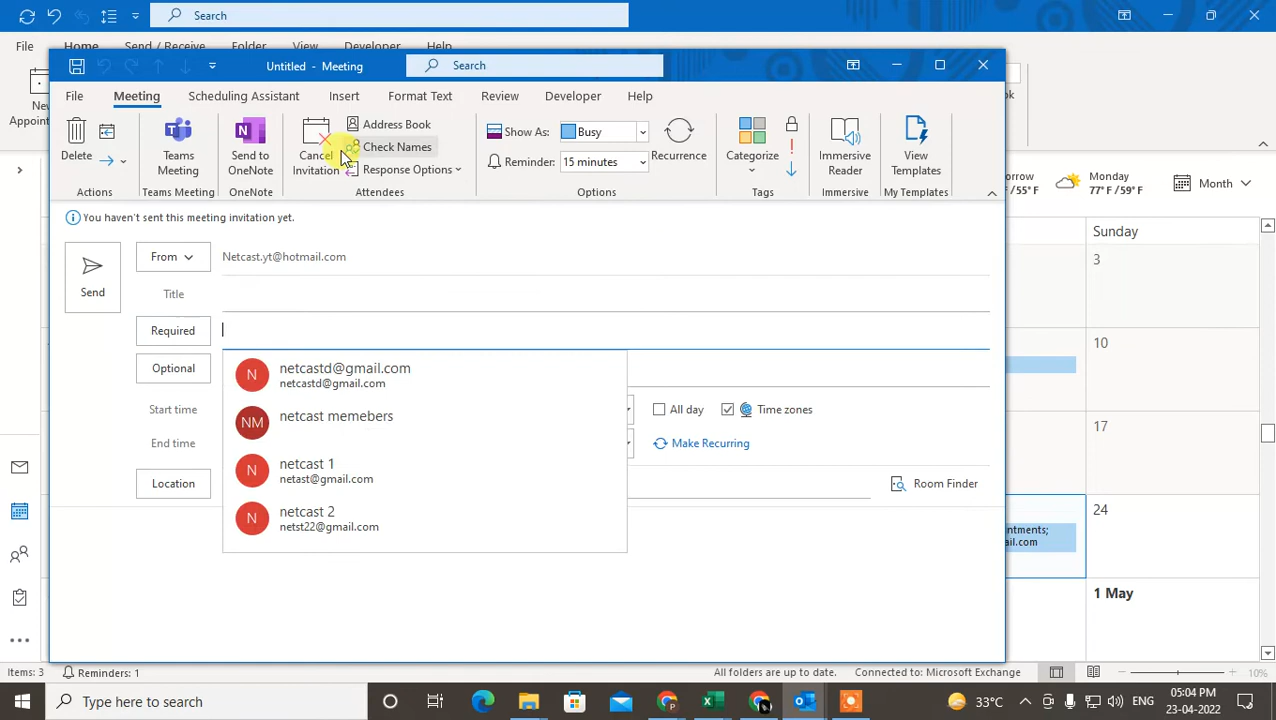 Search
File
Home
Send / Receive
Folder
View
Developer
Help
Untitled - Meeting
Search
File
Meeting
Scheduling Assistant
Insert
Format Text
Review
Developer
Help
New
Appoint
Delete
Actions
Teams
Meeting
Teams Meeting
N
Send to
OneNote
OneNote
Cancel
Invitation
Address Book
Check Names
Response Options
Attendees
Show As:
Busy
Reminder:
15 minutes
Recurrence
Options
Categorize
Tags
Immersive
Reader
Immersive
View
Templates
My Templates
Monday
77°F/59°F
Month
You haven't sent this meeting invitation yet.
Send
From
Netcast.yt@hotmail.com
Title
Required
Optional
N
netcastd@gmail.com
netcastd@gmail.com
NM
netcast memebers
N
netcast 1
netast@gmail.com
N
netcast 2
netst22@gmail.com
Start time
All day
Time zones
End time
Make Recurring
Location
Room Finder
Sunday
3
10
17
24
ntments;
ail.com
1 May
Items: 3
Reminders: 1
All folders are up to date.
Connected to: Microsoft Exchange
10%
Type here to search
33°C
ENG
05:04 PM
23-04-2022